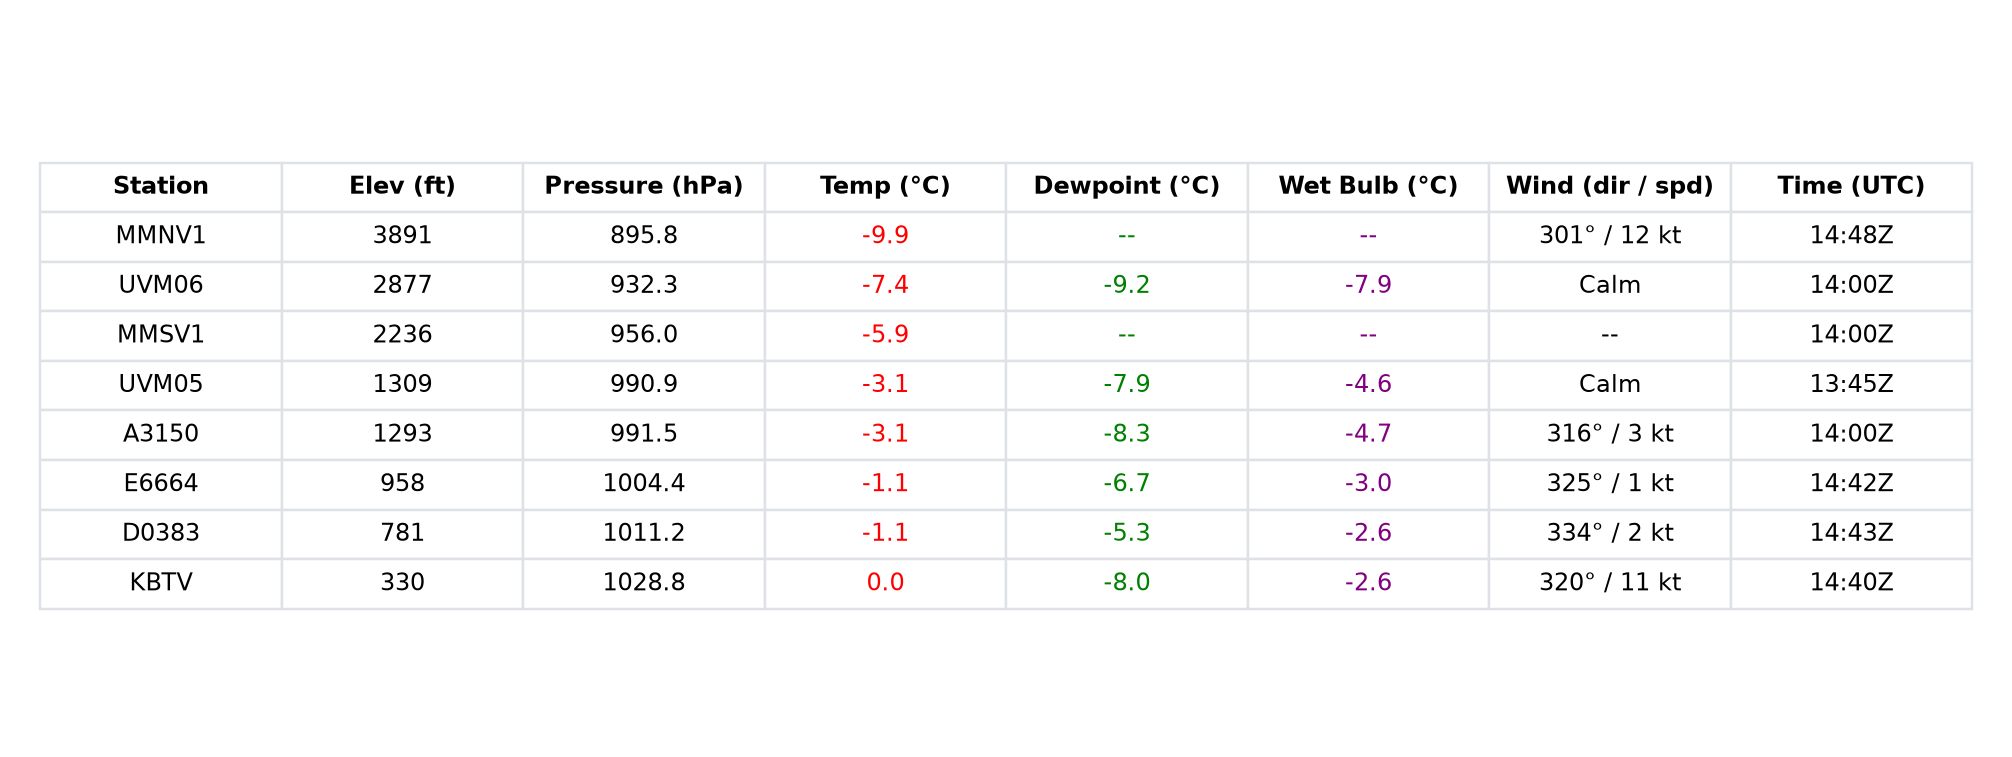 Station Elev (ft) Pressure (hPa) Temp (°C) Dewpoint (°C) Wet Bulb (°C) Wind (dir / spd) Time (UTC)
MMNV1 3891 895.8 -9.9 -- -- 301° / 12 kt 14:48Z
UVM06 2877 932.3 -7.4 -9.2 -7.9 Calm 14:00Z
MMSV1 2236 956.0 -5.9 -- -- -- 14:00Z
UVM05 1309 990.9 -3.1 -7.9 -4.6 Calm 13:45Z
A3150 1293 991.5 -3.1 -8.3 -4.7 316° / 3 kt 14:00Z
E6664 958 1004.4 -1.1 -6.7 -3.0 325° / 1 kt 14:42Z
D0383 781 1011.2 -1.1 -5.3 -2.6 334° / 2 kt 14:43Z
KBTV 330 1028.8 0.0 -8.0 -2.6 320° / 11 kt 14:40Z